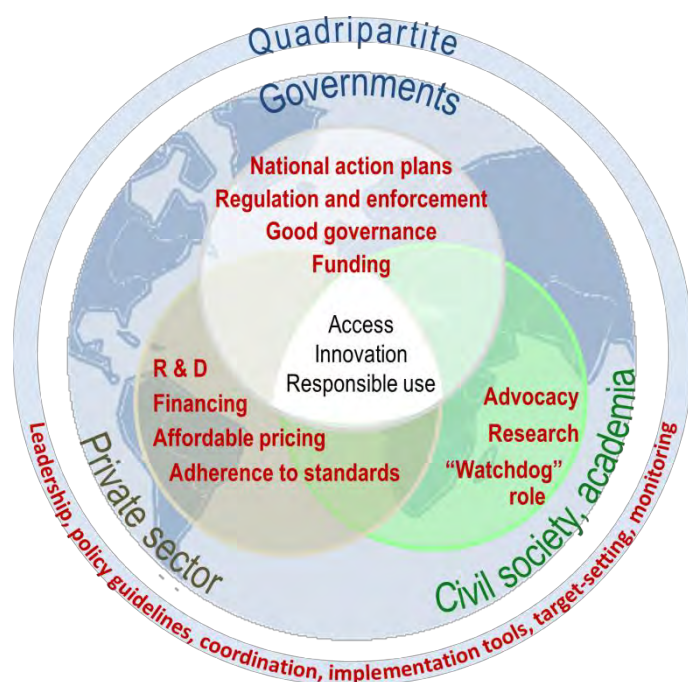 Quadripartite
Governments
National action plans
Regulation and enforcement
Good governance
Funding
Access
Innovation
Responsible use
R & D
Financing
Affordable pricing
Adherence to standards
Advocacy
Research
“Watchdog”
role
Private sector
Civil society, academia
Leadership, policy guidelines, coordination, implementation tools, target-setting, monitoring